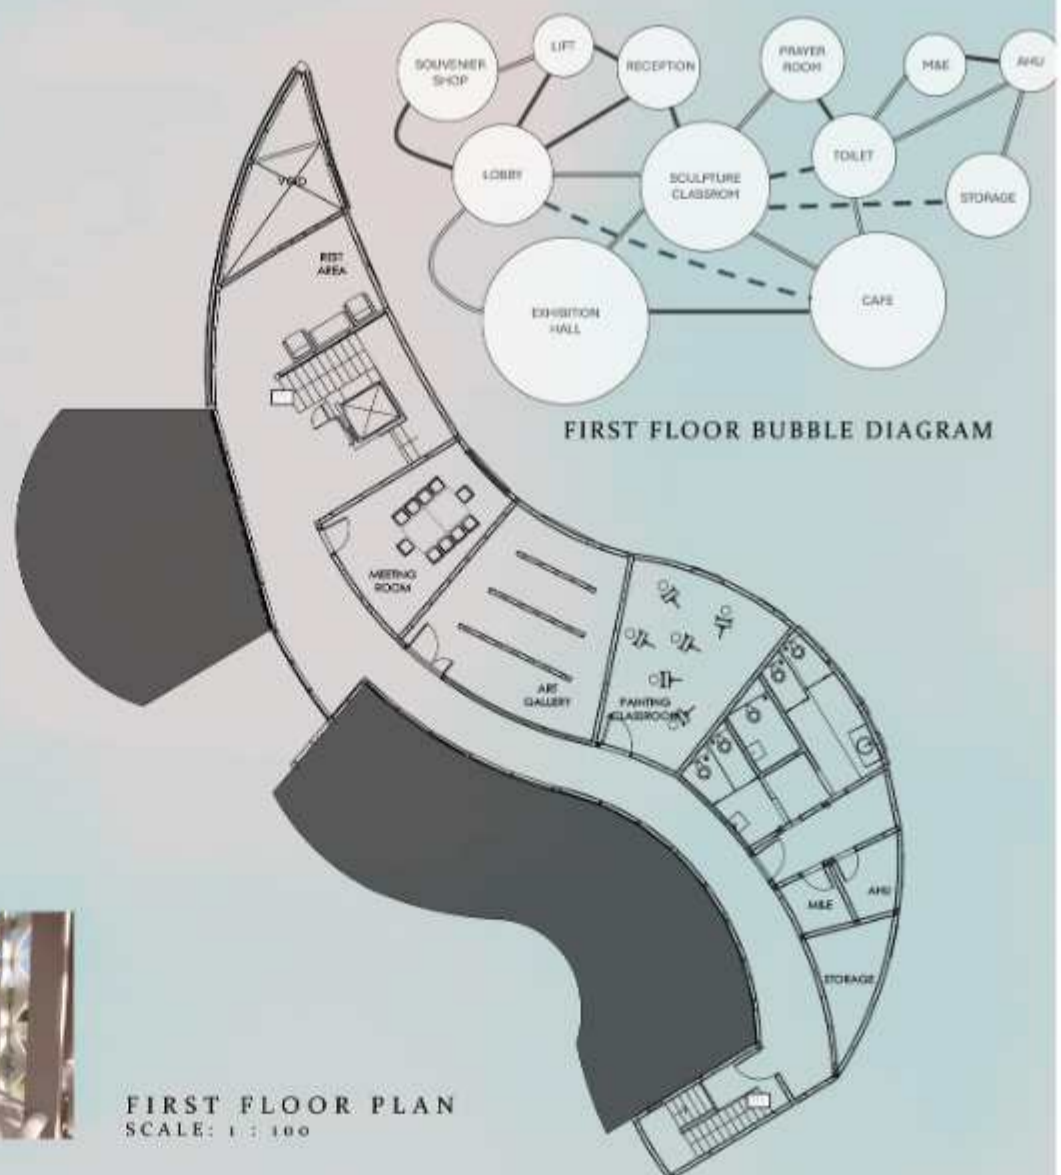 SOUVENIER
SHOP
LIFT
RECEPTION
PRAYER
ROOM
M&E
AHU
LOBBY
SCULPTURE
CLASSROM
TOILET
STORAGE
EXHIBITION
HALL
CAFE
FIRST FLOOR BUBBLE DIAGRAM
VOID
REST
AREA
MEETING
ROOM
ART
GALLERY
PAINTING
CLASSROOM
M&E
AHU
STORAGE
FIRST FLOOR PLAN
SCALE: 1 : 100